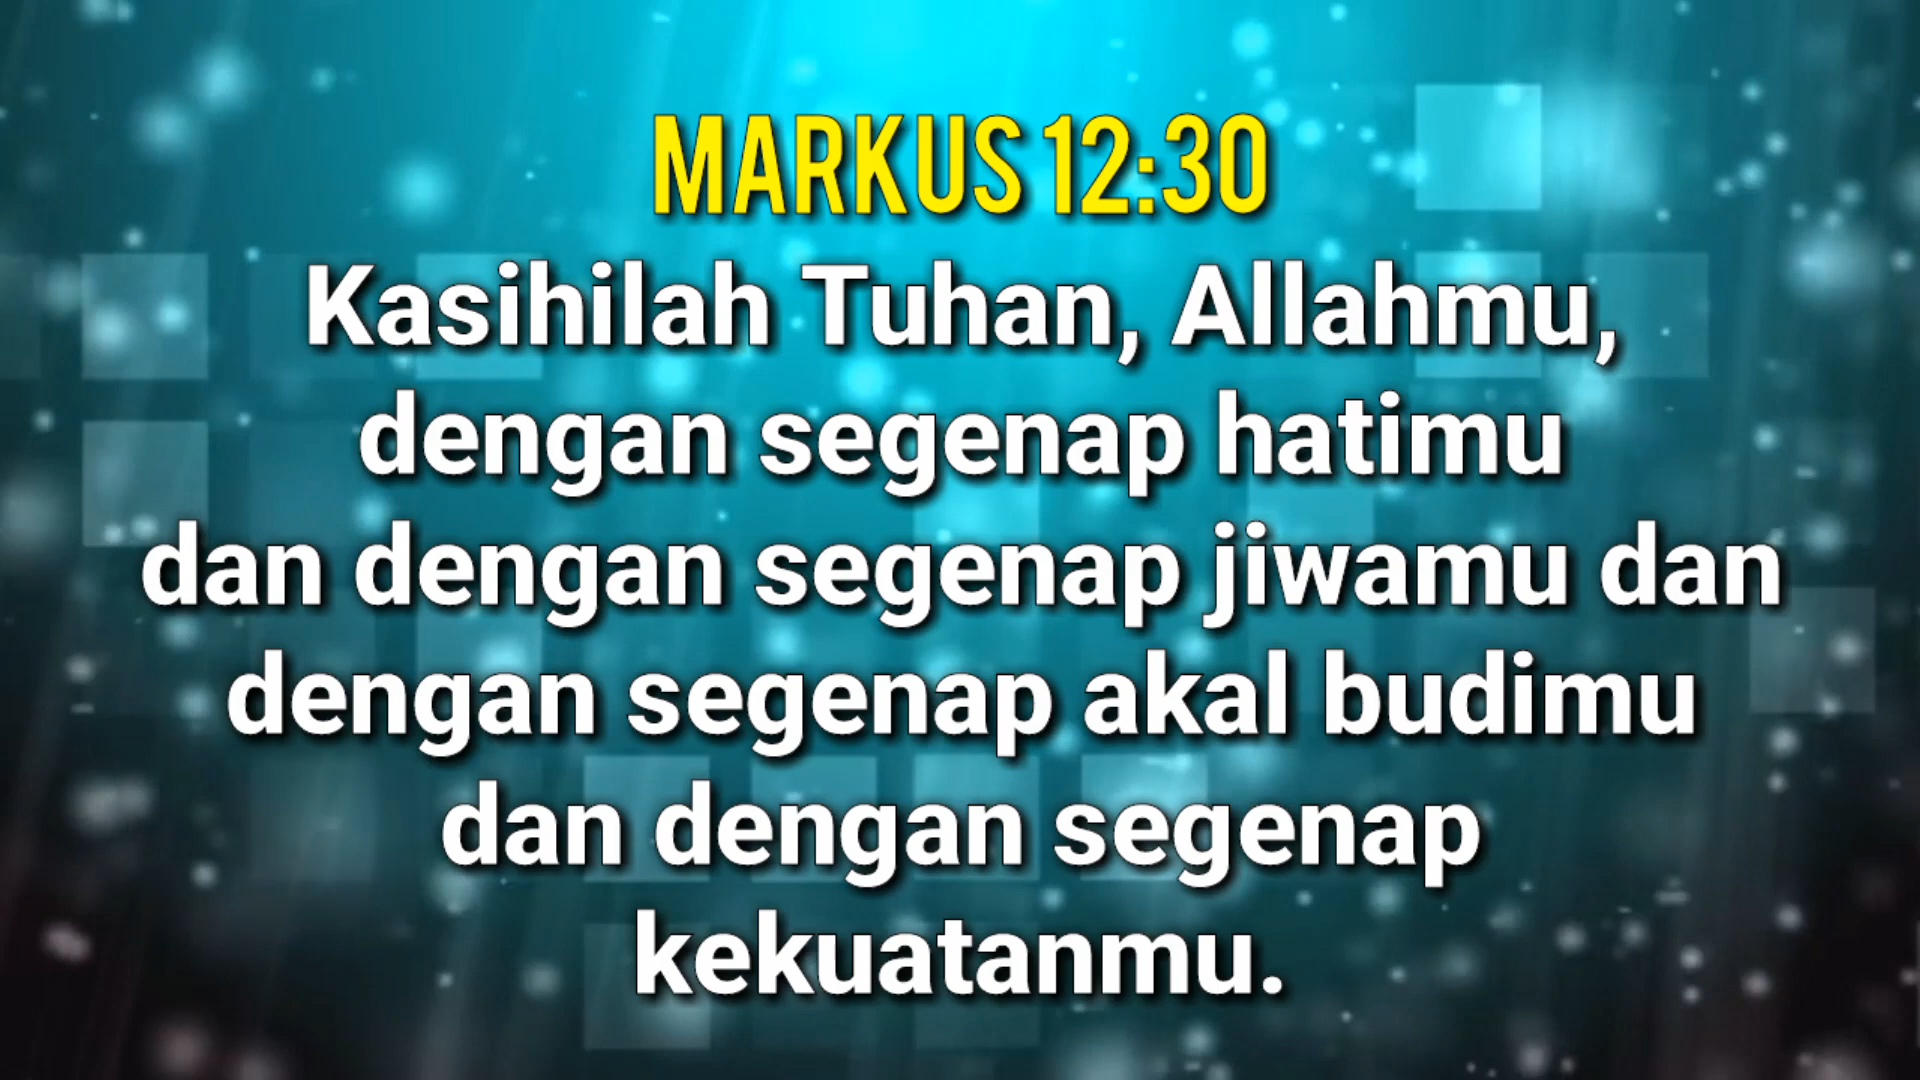 MARKUS 12:30
Kasihilah Tuhan, Allahmu,
dengan segenap hatimu
dan dengan segenap jiwamu dan
dengan segenap akal budimu
dan dengan segenap
kekuatanmu.